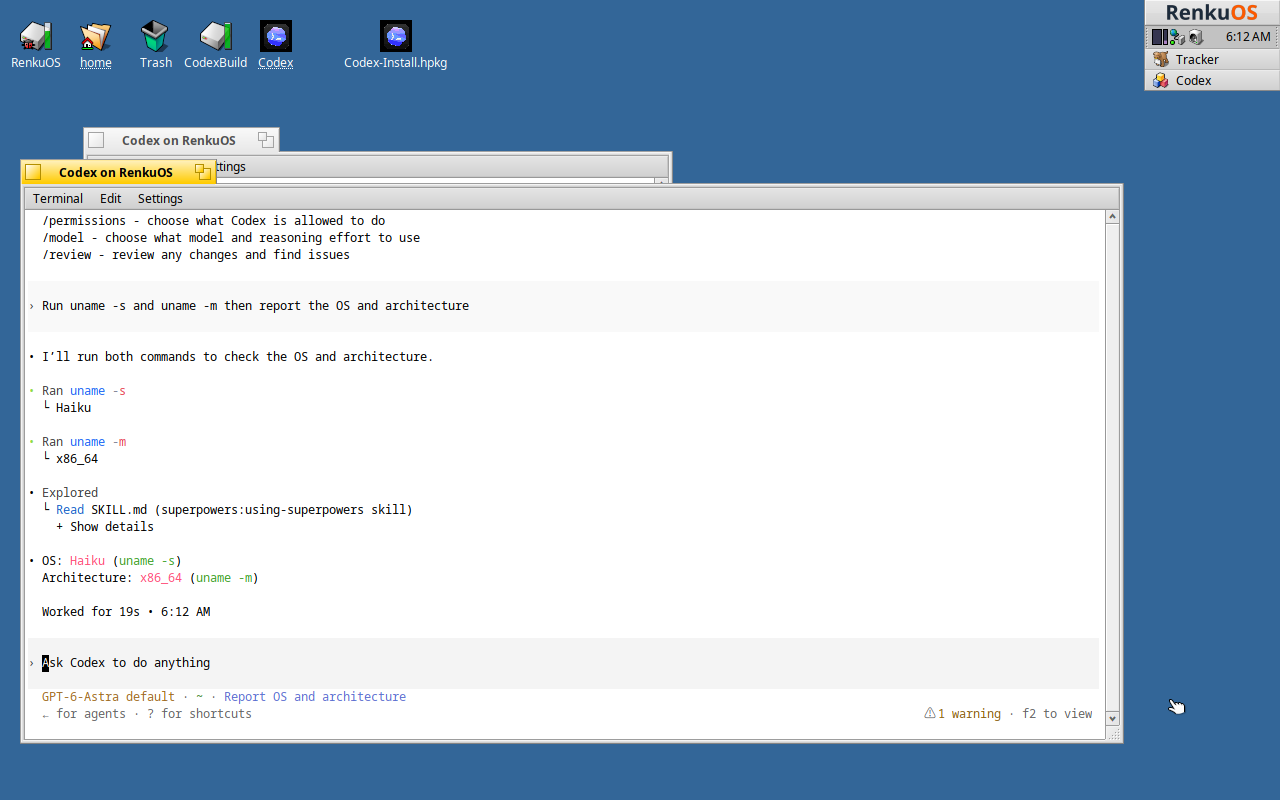 RenkuOS
6:12 AM
Tracker
Codex
RenkuOS
home
Trash
CodexBuild
Codex
Codex-Install.hpkg
Codex on RenkuOS
ttings
Codex on RenkuOS
Terminal Edit Settings
/permissions - choose what Codex is allowed to do
/model - choose what model and reasoning effort to use
/review - review any changes and find issues
› Run uname -s and uname -m then report the OS and architecture
• I’ll run both commands to check the OS and architecture.
• Ran uname -s
└ Haiku
• Ran uname -m
└ x86_64
• Explored
└ Read SKILL.md (superpowers:using-superpowers skill)
+ Show details
• OS: Haiku (uname -s)
Architecture: x86_64 (uname -m)
Worked for 19s • 6:12 AM
› Ask Codex to do anything
GPT-6-Astra default · ~ · Report OS and architecture
← for agents · ? for shortcuts
⚠1 warning · f2 to view